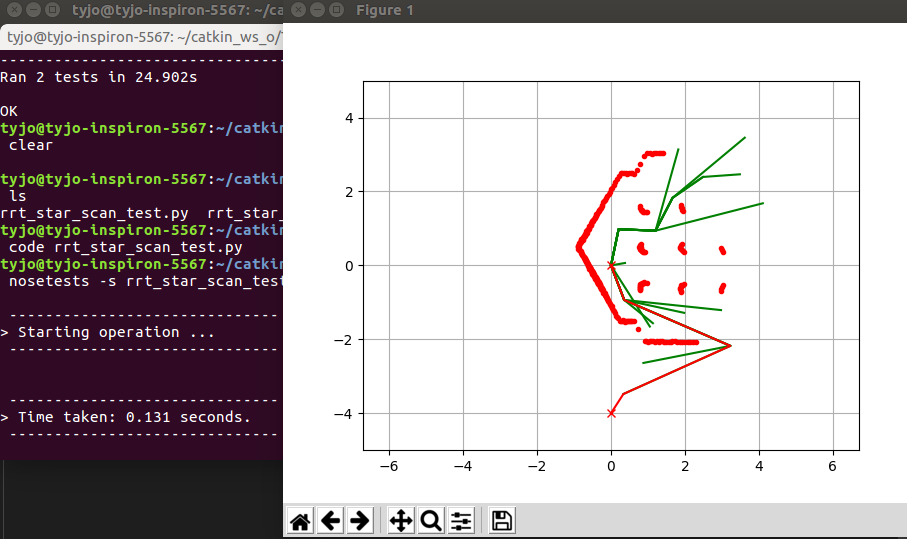 tyjo@tyjo-inspiron-5567: ~/ca
Figure 1
tyjo@tyjo-inspiron-5567: ~/catkin_ws_o/
----------------------------------
Ran 2 tests in 24.902s
OK
tyjo@tyjo-inspiron-5567:~/catkin
clear
tyjo@tyjo-inspiron-5567:~/catkin
ls
rrt_star_scan_test.py rrt_star_
tyjo@tyjo-inspiron-5567:~/catkin
code rrt_star_scan_test.py
tyjo@tyjo-inspiron-5567:~/catkin
nosetests -s rrt_star_scan_test
--------------------------------
> Starting operation ...
--------------------------------
--------------------------------
> Time taken: 0.131 seconds.
--------------------------------
4
2
0
−2
−4
−6 −4 −2 0 2 4 6